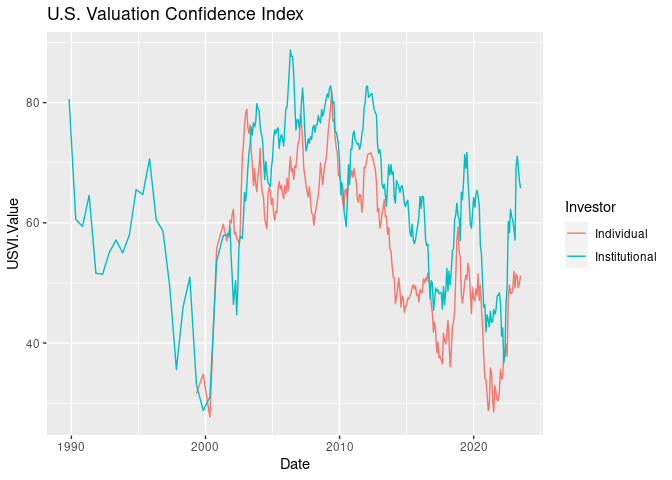 U.S. Valuation Confidence Index
USVI.Value
80
60
40
1990
2000
2010
2020
Date
Investor
Individual
Institutional